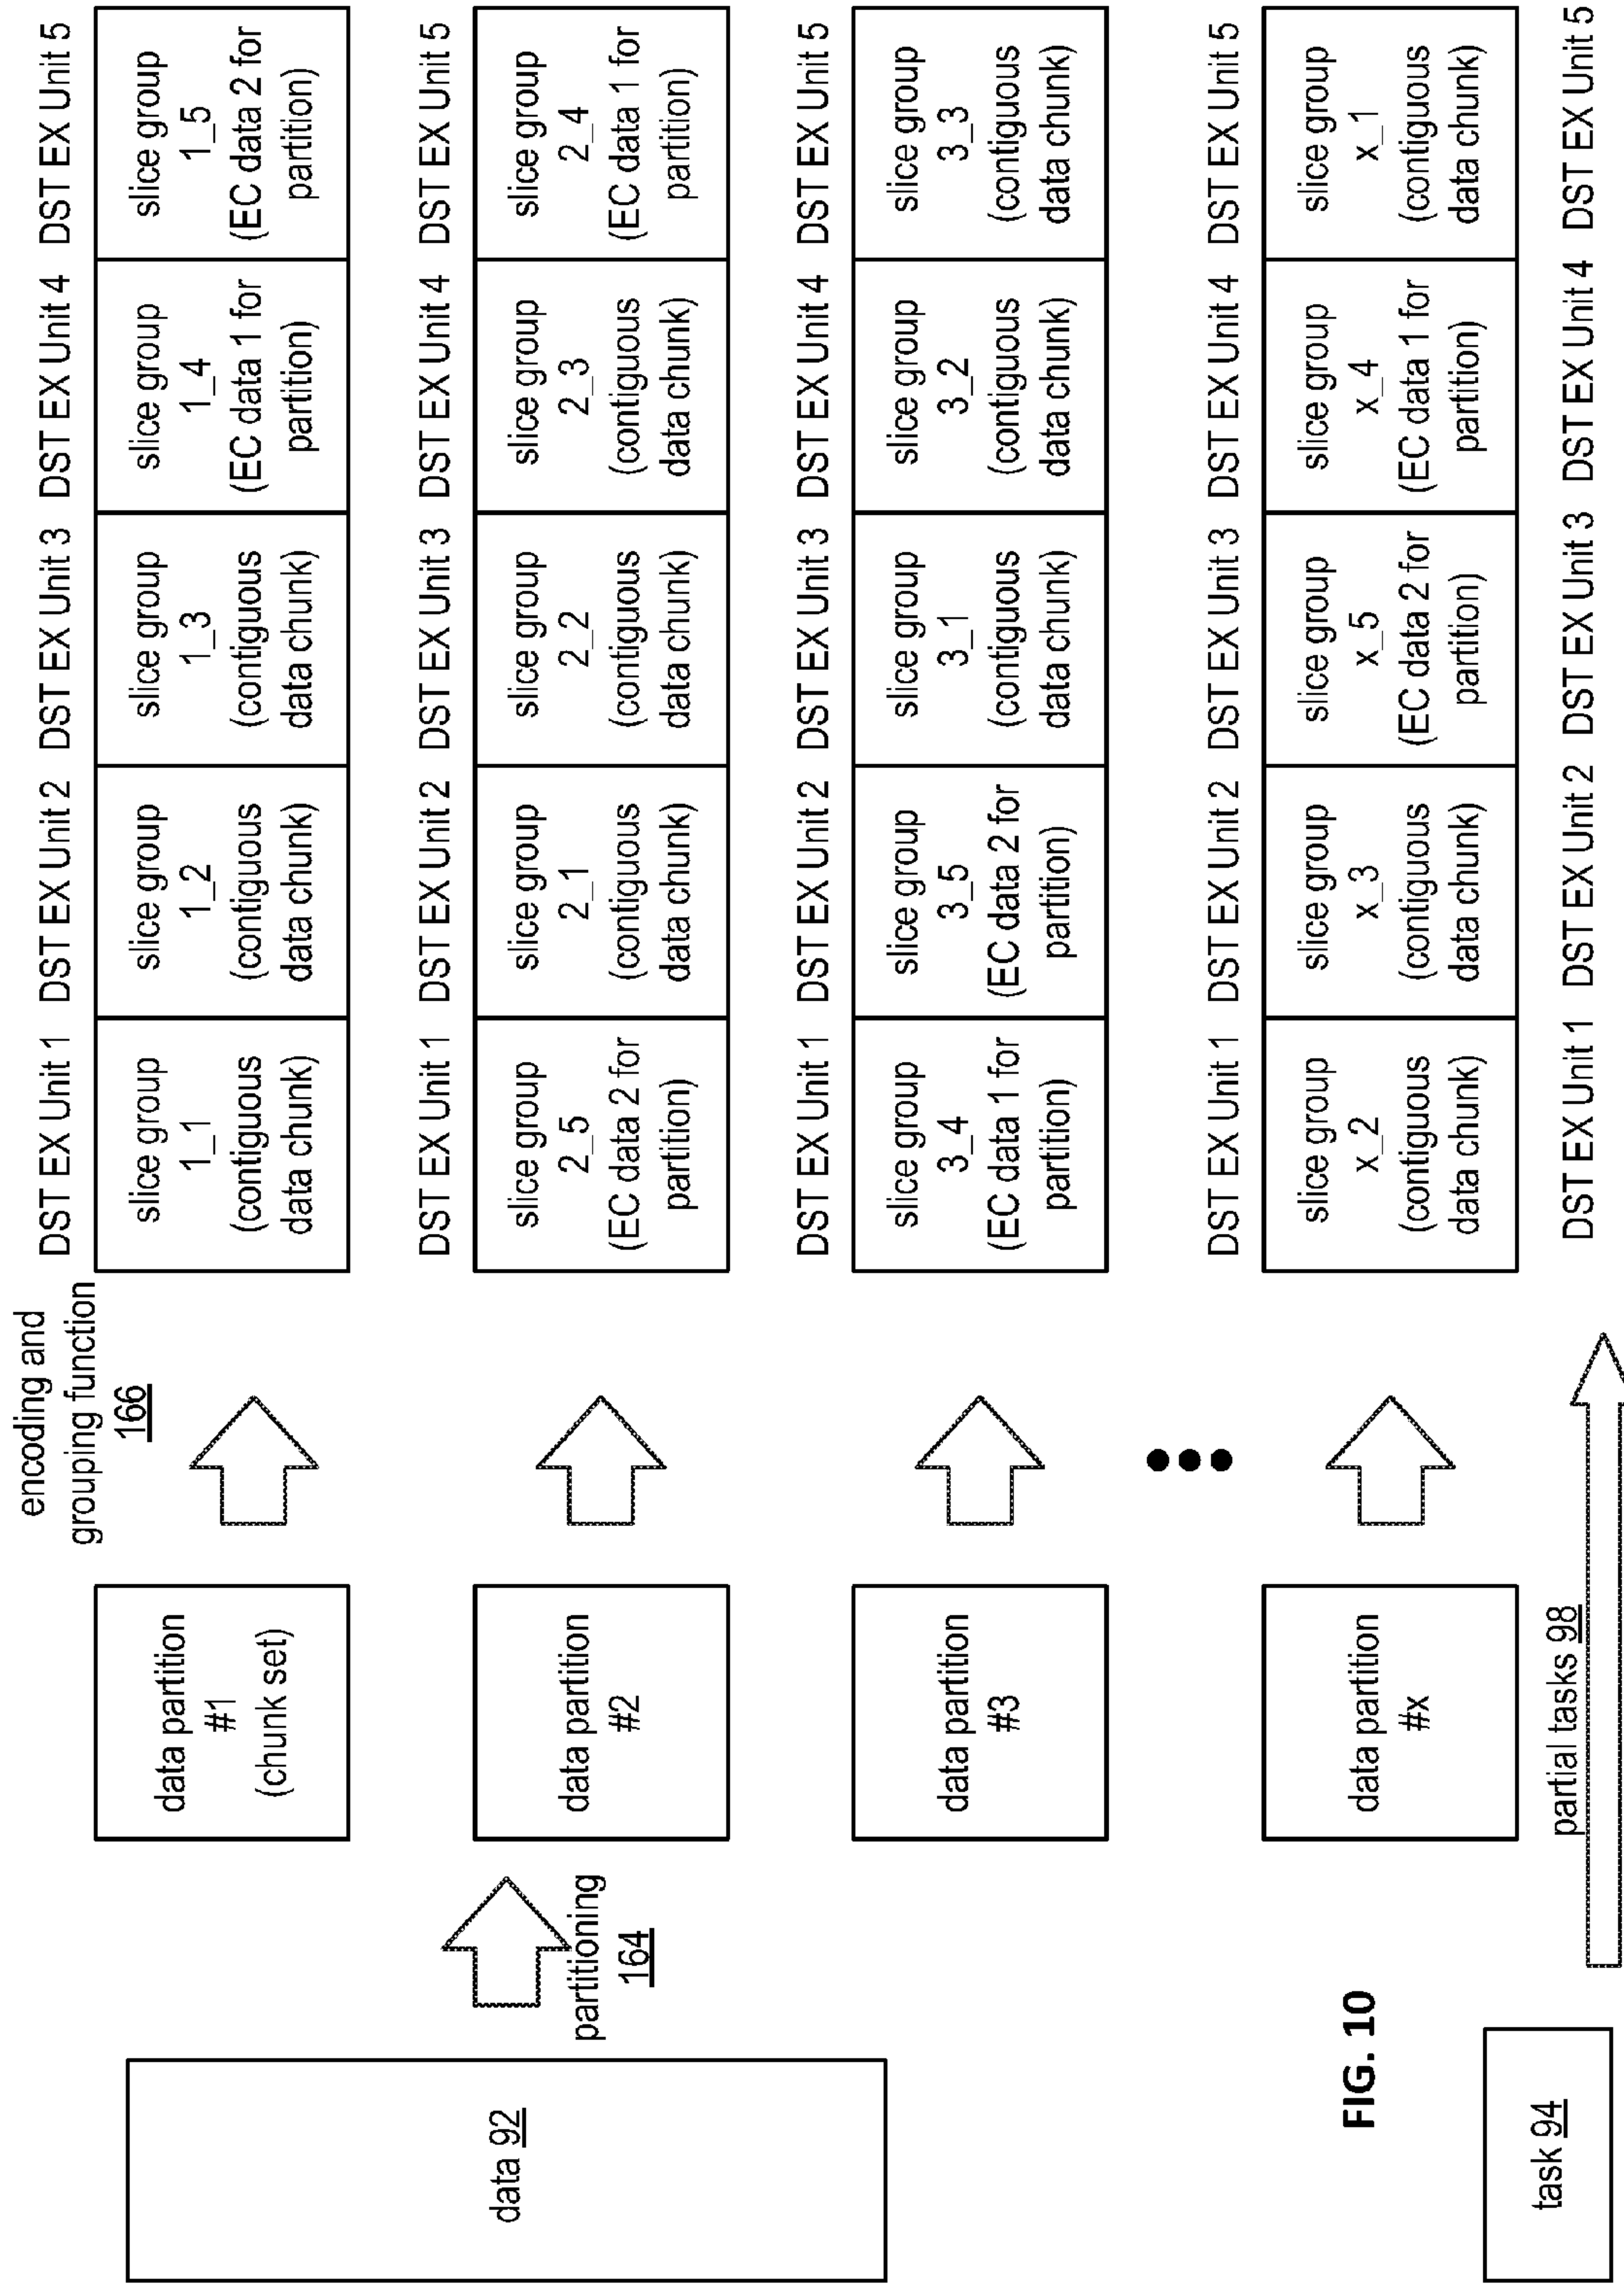 data 92
partitioning
164
data partition
#1
(chunk set)
data partition
#2
data partition
#3
data partition
#x
encoding and
grouping function
166
DST EX Unit 1
DST EX Unit 2
DST EX Unit 3
DST EX Unit 4
DST EX Unit 5
slice group
1_1
(contiguous
data chunk)
slice group
1_2
(contiguous
data chunk)
slice group
1_3
(contiguous
data chunk)
slice group
1_4
(EC data 1 for
partition)
slice group
1_5
(EC data 2 for
partition)
DST EX Unit 1
DST EX Unit 2
DST EX Unit 3
DST EX Unit 4
DST EX Unit 5
slice group
2_5
(EC data 2 for
partition)
slice group
2_1
(contiguous
data chunk)
slice group
2_2
(contiguous
data chunk)
slice group
2_3
(contiguous
data chunk)
slice group
2_4
(EC data 1 for
partition)
DST EX Unit 1
DST EX Unit 2
DST EX Unit 3
DST EX Unit 4
DST EX Unit 5
slice group
3_4
(EC data 1 for
partition)
slice group
3_5
(EC data 2 for
partition)
slice group
3_1
(contiguous
data chunk)
slice group
3_2
(contiguous
data chunk)
slice group
3_3
(contiguous
data chunk)
DST EX Unit 1
DST EX Unit 2
DST EX Unit 3
DST EX Unit 4
DST EX Unit 5
slice group
x_2
(contiguous
data chunk)
slice group
x_3
(contiguous
data chunk)
slice group
x_5
(EC data 2 for
partition)
slice group
x_4
(EC data 1 for
partition)
slice group
x_1
(contiguous
data chunk)
FIG. 10
task 94
partial tasks 98
DST EX Unit 1
DST EX Unit 2
DST EX Unit 3
DST EX Unit 4
DST EX Unit 5